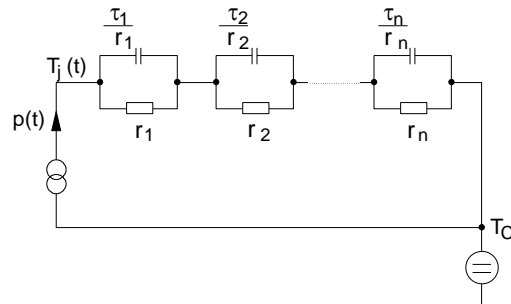 τ1/r1 τ2/r2 τn/rn
Tj(t)
r1 r2 rn
p(t)
TC